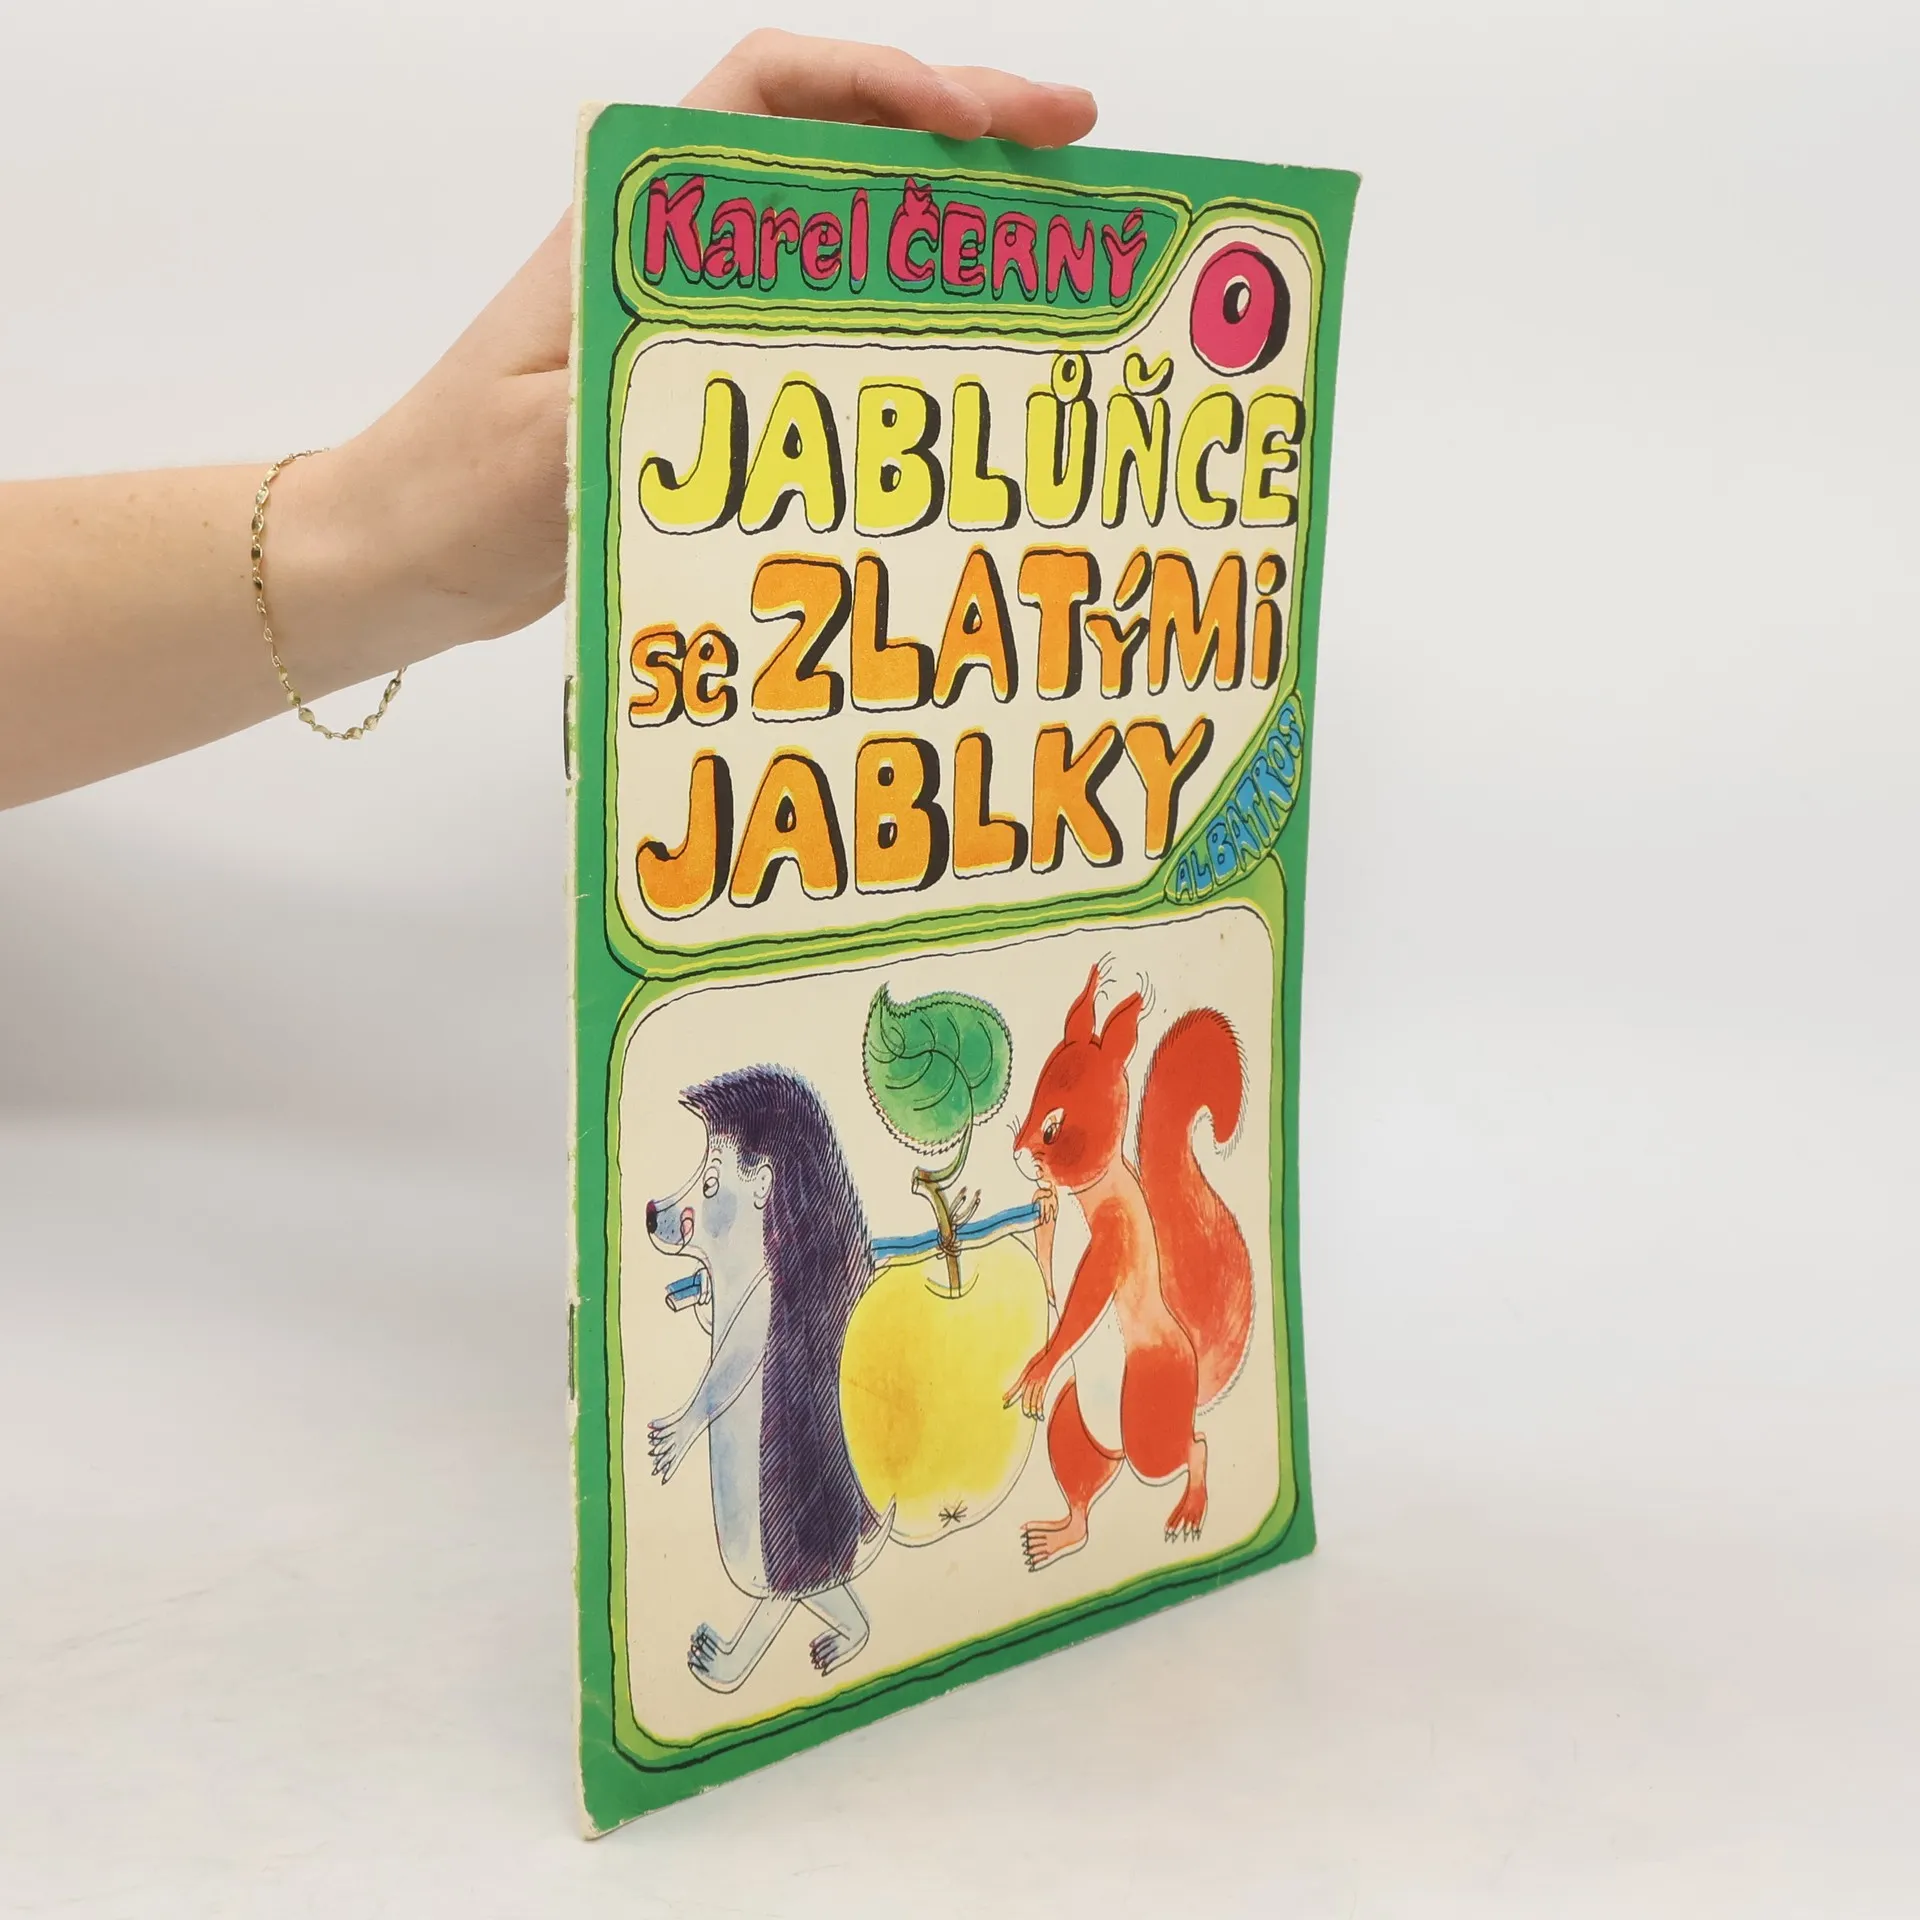 Karel ČERNÝ
O
JABLŮŇCE
se ZLATÝMi
JABLKY
ALBATROS